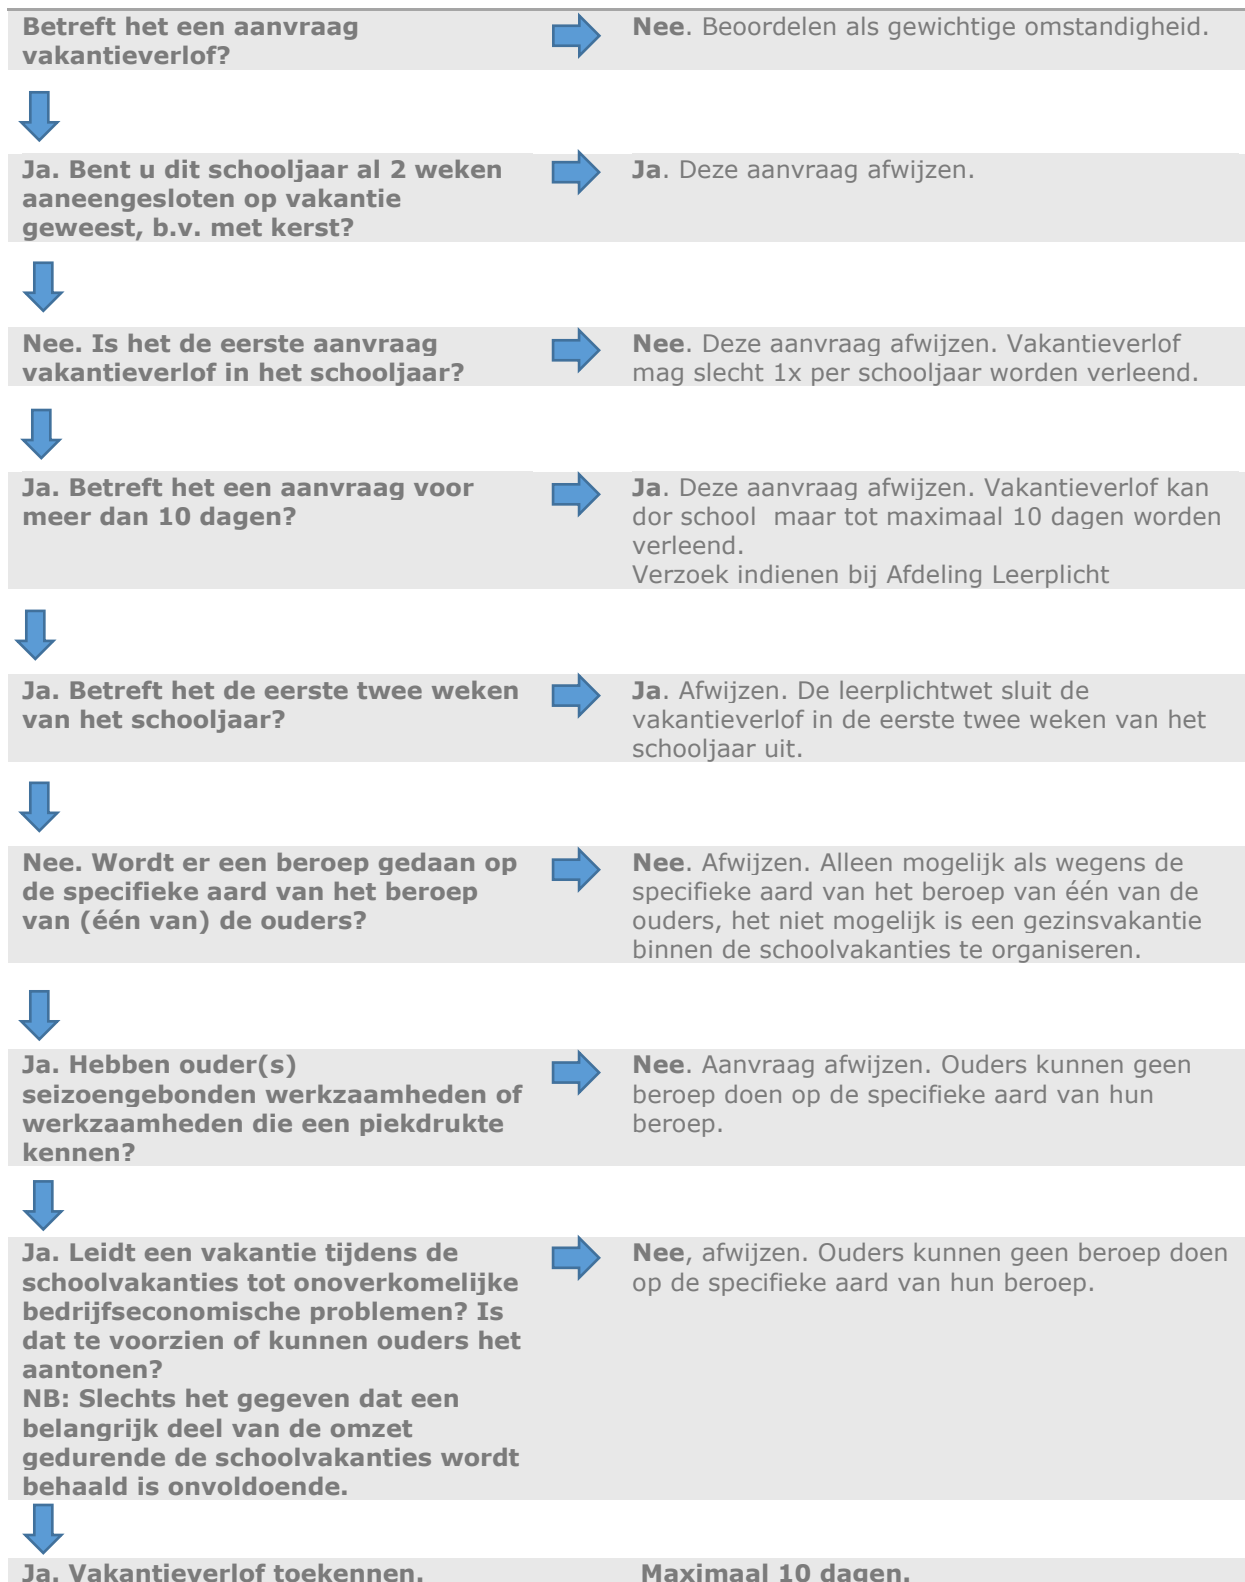 Betreft het een aanvraag
vakantieverlof?
Nee. Beoordelen als gewichtige omstandigheid.
Ja. Bent u dit schooljaar al 2 weken
aaneengesloten op vakantie
geweest, b.v. met kerst?
Ja. Deze aanvraag afwijzen.
Nee. Is het de eerste aanvraag
vakantieverlof in het schooljaar?
Nee. Deze aanvraag afwijzen. Vakantieverlof
mag slecht 1x per schooljaar worden verleend.
Ja. Betreft het een aanvraag voor
meer dan 10 dagen?
Ja. Deze aanvraag afwijzen. Vakantieverlof kan
dor school maar tot maximaal 10 dagen worden
verleend.
Verzoek indienen bij Afdeling Leerplicht
Ja. Betreft het de eerste twee weken
van het schooljaar?
Ja. Afwijzen. De leerplichtwet sluit de
vakantieverlof in de eerste twee weken van het
schooljaar uit.
Nee. Wordt er een beroep gedaan op
de specifieke aard van het beroep
van (één van) de ouders?
Nee. Afwijzen. Alleen mogelijk als wegens de
specifieke aard van het beroep van één van de
ouders, het niet mogelijk is een gezinsvakantie
binnen de schoolvakanties te organiseren.
Ja. Hebben ouder(s)
seizoengebonden werkzaamheden of
werkzaamheden die een piekdrukte
kennen?
Nee. Aanvraag afwijzen. Ouders kunnen geen
beroep doen op de specifieke aard van hun
beroep.
Ja. Leidt een vakantie tijdens de
schoolvakanties tot onoverkomelijke
bedrijfseconomische problemen? Is
dat te voorzien of kunnen ouders het
aantonen?
NB: Slechts het gegeven dat een
belangrijk deel van de omzet
gedurende de schoolvakanties wordt
behaald is onvoldoende.
Nee, afwijzen. Ouders kunnen geen beroep doen
op de specifieke aard van hun beroep.
Ja. Vakantieverlof toekennen.
Maximaal 10 dagen.